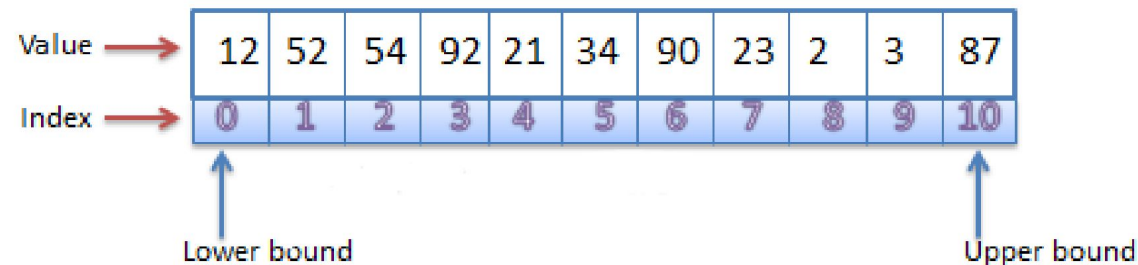 Value 12 52 54 92 21 34 90 23 2 3 87
Index 0 1 2 3 4 5 6 7 8 9 10
Lower bound Upper bound